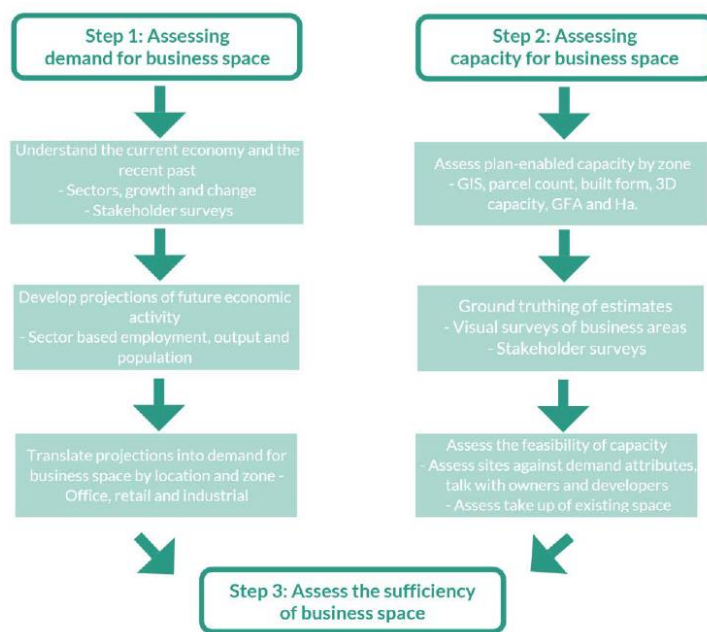 Step 1: Assessing
demand for business space
Understand the current economy and the
recent past
- Sectors, growth and change
- Stakeholder surveys
Develop projections of future economic
activity
- Sector based employment, output and
population
Translate projections into demand for
business space by location and zone -
Office, retail and industrial
Step 2: Assessing
capacity for business space
Assess plan-enabled capacity by zone
- GIS, parcel count, built form, 3D
capacity, GFA and Ha.
Ground truthing of estimates
- Visual surveys of business areas
- Stakeholder surveys
Assess the feasibility of capacity
- Assess sites against demand attributes,
talk with owners and developers
- Assess take up of existing space
Step 3: Assess the sufficiency
of business space